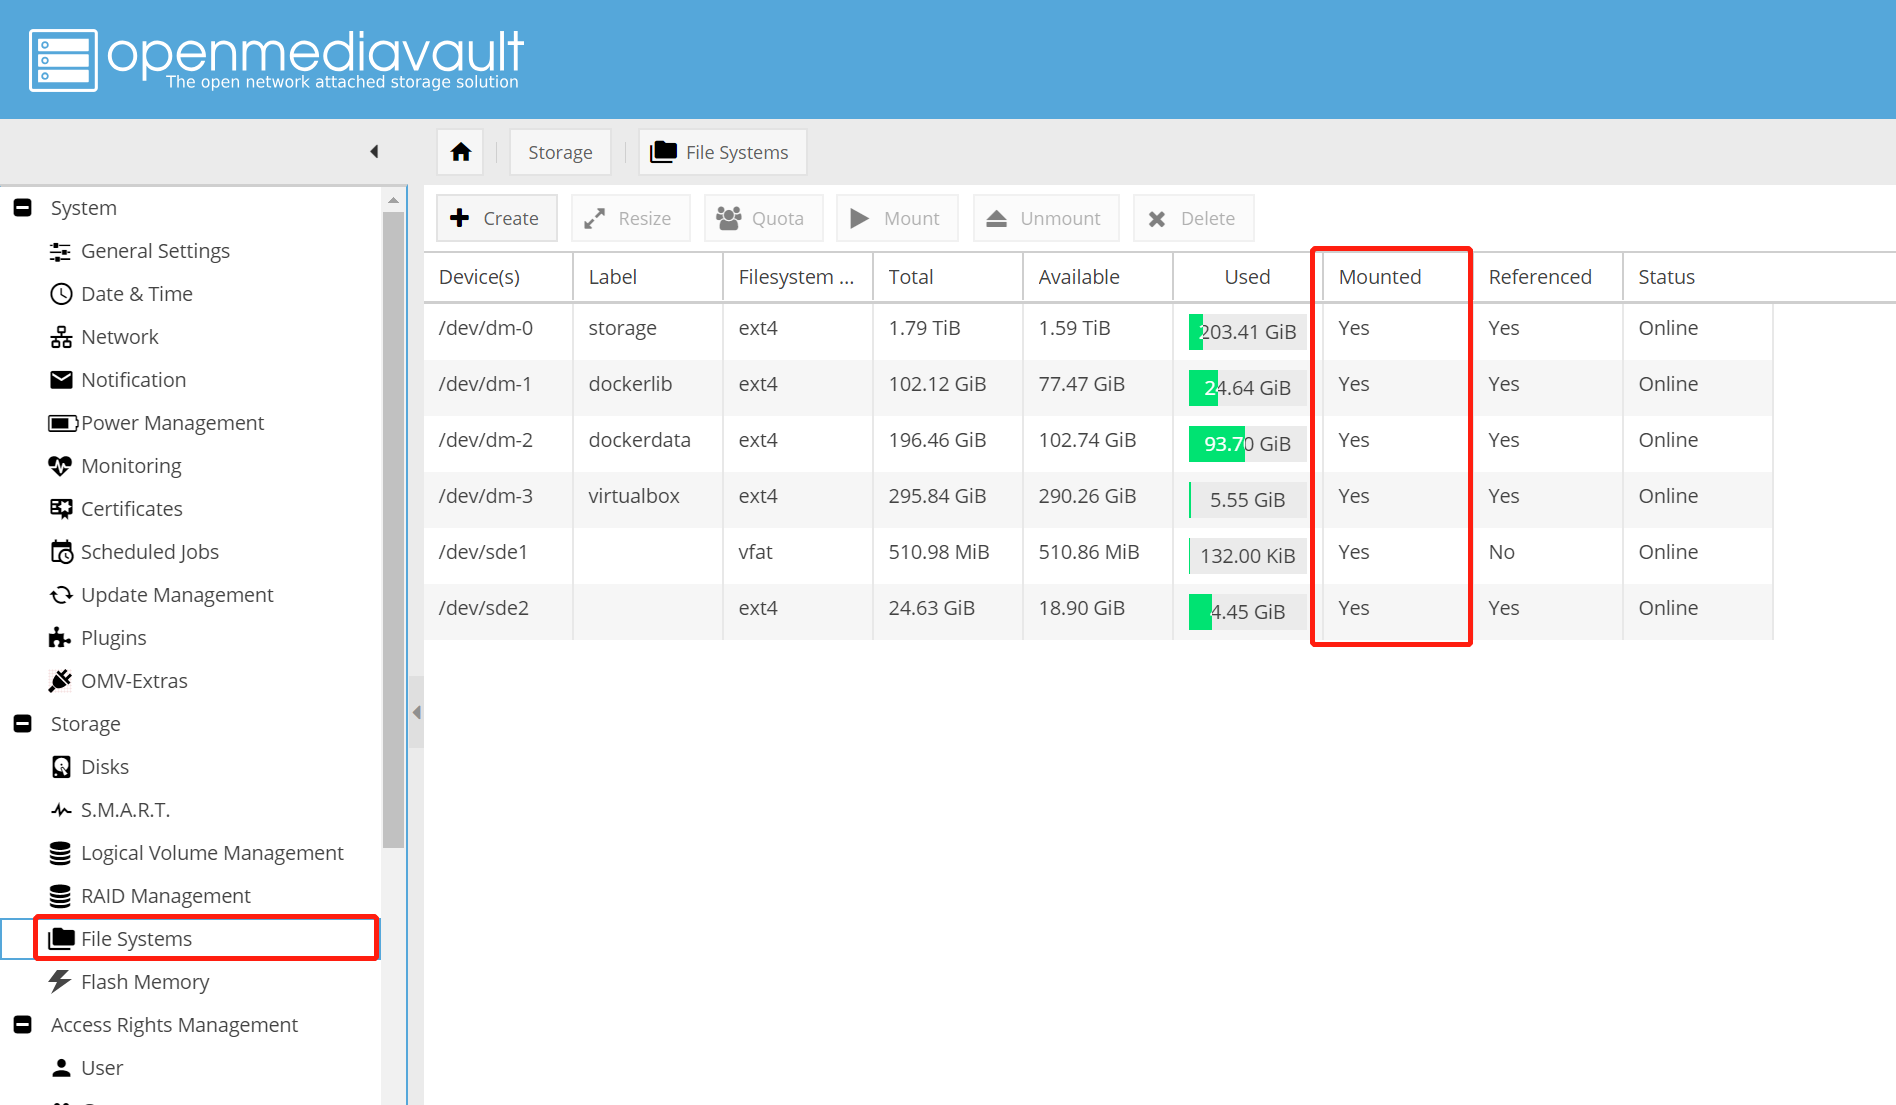 openmediavault
The open network attached storage solution
Storage
File Systems
System
General Settings
Date & Time
Network
Notification
Power Management
Monitoring
Certificates
Scheduled Jobs
Update Management
Plugins
OMV-Extras
Storage
Disks
S.M.A.R.T.
Logical Volume Management
RAID Management
File Systems
Flash Memory
Access Rights Management
User
Create Resize Quota Mount Unmount Delete
Device(s) Label Filesystem ... Total Available Used Mounted Referenced Status
/dev/dm-0 storage ext4 1.79 TiB 1.59 TiB 203.41 GiB Yes Yes Online
/dev/dm-1 dockerlib ext4 102.12 GiB 77.47 GiB 24.64 GiB Yes Yes Online
/dev/dm-2 dockerdata ext4 196.46 GiB 102.74 GiB 93.70 GiB Yes Yes Online
/dev/dm-3 virtualbox ext4 295.84 GiB 290.26 GiB 5.55 GiB Yes Yes Online
/dev/sde1 vfat 510.98 MiB 510.86 MiB 132.00 KiB Yes No Online
/dev/sde2 ext4 24.63 GiB 18.90 GiB 4.45 GiB Yes Yes Online